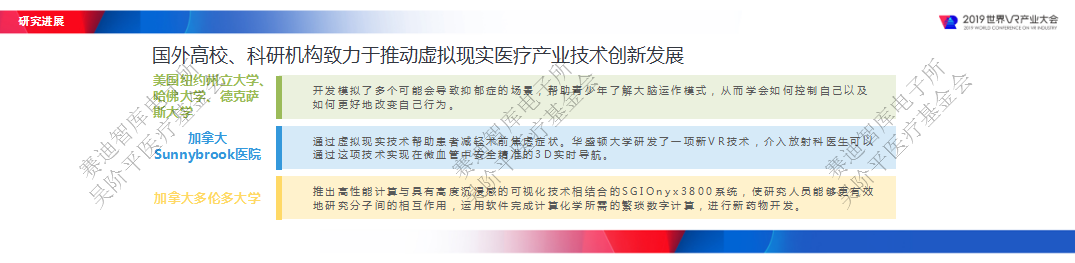 研究进展
2019世界VR产业大会
2019 WORLD CONFERENCE ON VR INDUSTRY
国外高校、科研机构致力于推动虚拟现实医疗产业技术创新发展
美国纽约州立大学、
哈佛大学、德克萨
斯大学
开发模拟了多个可能会导致抑郁症的场景，帮助青少年了解大脑运作模式，从而学会如何控制自己以及
如何更好地改变自己行为。
加拿大
Sunnybrook医院
通过虚拟现实技术帮助患者减轻术前焦虑症状。华盛顿大学研发了一项新VR技术，介入放射科医生可以
通过这项技术实现在微血管中安全精准的3D实时导航。
加拿大多伦多大学
推出高性能计算与具有高度沉浸感的可视化技术相结合的SGIOnyx3800系统，使研究人员能够更有效
地研究分子间的相互作用，运用软件完成计算化学所需的繁琐数字计算，进行新药物开发。
赛迪智库电子所
吴阶平医疗基金会
赛迪智库电子所
吴阶平医疗基金会
赛迪智库电子所
吴阶平医疗基金会